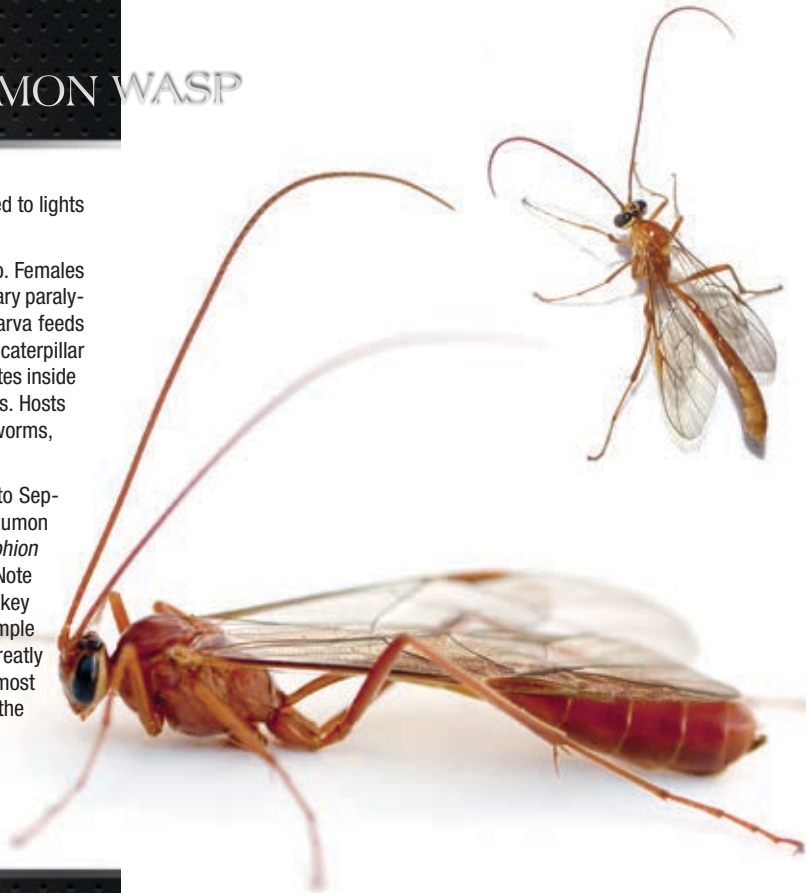 MON WASP
ed to lights
o. Females
ary paraly-
arva feeds
caterpillar
tes inside
s. Hosts
worms,
to Sep-
umon
phion
Note
key
mple
reatly
most
the